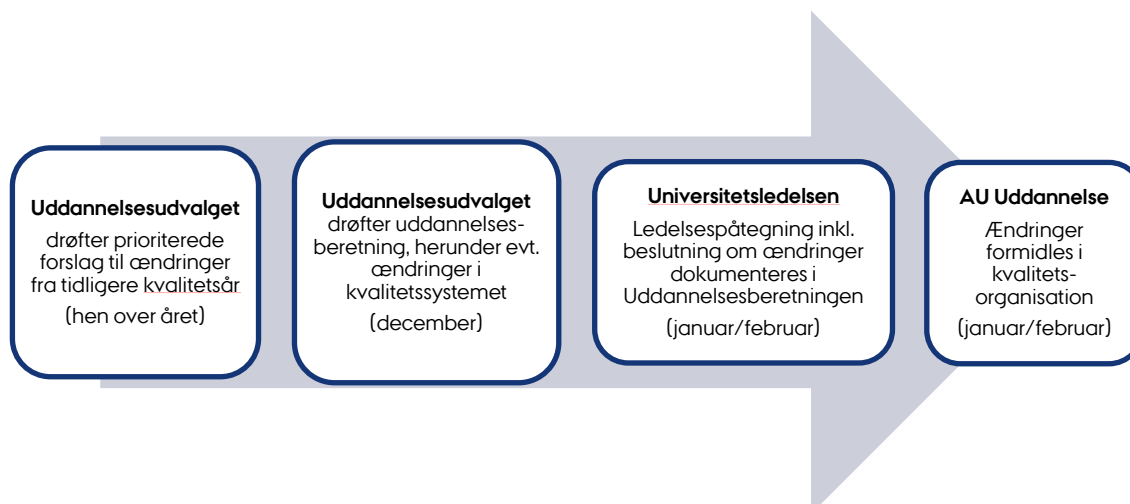 Uddannelsesudvalget
drøfter prioriterede
forslag til ændringer
fra tidligere kvalitetsår
(hen over året)
Uddannelsesudvalget
drøfter uddannelses-
beretning, herunder evt.
ændringer i
kvalitetssystemet
(december)
Universitetsledelsen
Ledelsespåtegning inkl.
beslutning om ændringer
dokumenteres i
Uddannelsesberetningen
(januar/februar)
AU Uddannelse
Ændringer
formidles i
kvalitets-
organisation
(januar/februar)